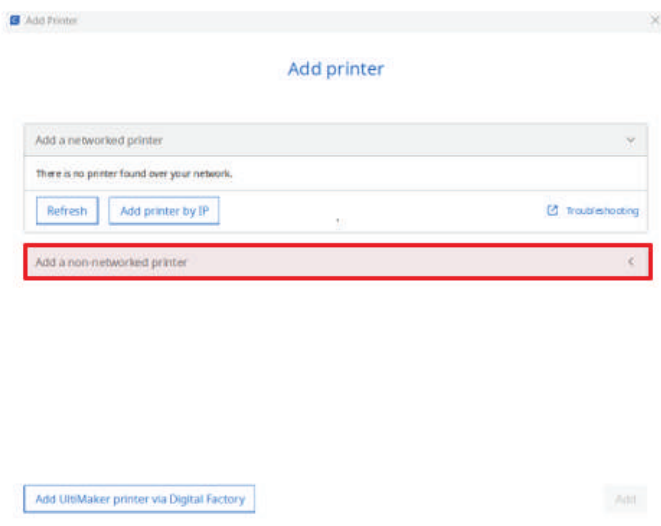 Add Printer
Add printer
Add a networked printer
There is no printer found over your network.
Refresh
Add printer by IP
Troubleshooting
Add a non-networked printer
Add UltiMaker printer via Digital Factory
Add